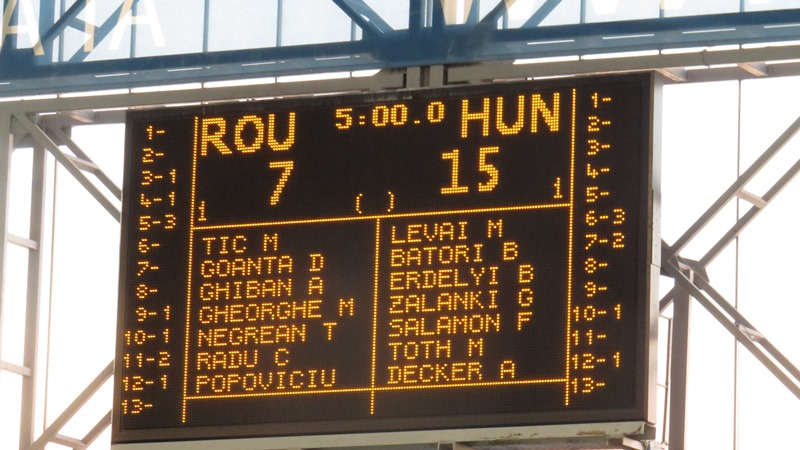 ROU 5:00.0 HUN
7 15
1 ( ) 1
1-
2-
3-1
4-1
5-3
6-
7-
8-
9-1
10-1
11-2
12-1
13-
TIC M
GOANTA D
GHIBAN A
GHEORGHE M
NEGREAN T
RADU C
POPOVICIU
LEVAI M
BATORI B
ERDELYI B
ZALANKI G
SALAMON F
TOTH M
DECKER A
1-
2-
3-
4-
5-
6-3
7-2
8-
9-
10-1
11-
12-1
13-